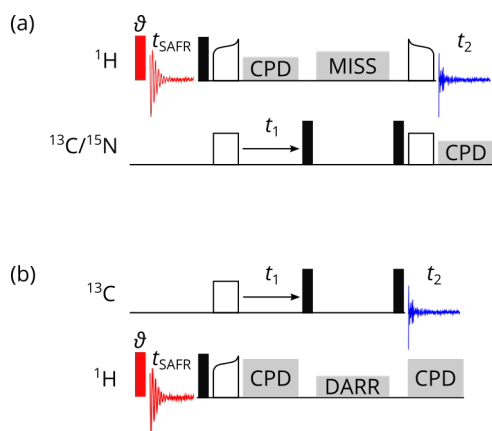 (a)
ϑ
t_SAFR
t₂
¹H
CPD
MISS
t₁
¹³C/¹⁵N
CPD
(b)
t₁
t₂
¹³C
ϑ
t_SAFR
¹H
CPD
DARR
CPD